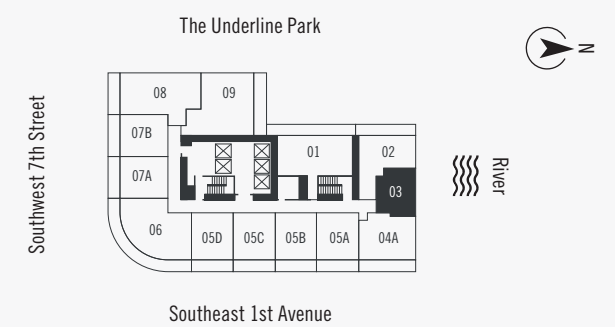 The Underline Park
N
Southwest 7th Street
08
09
07B
01
02
07A
03
River
06
05D
05C
05B
05A
04A
Southeast 1st Avenue